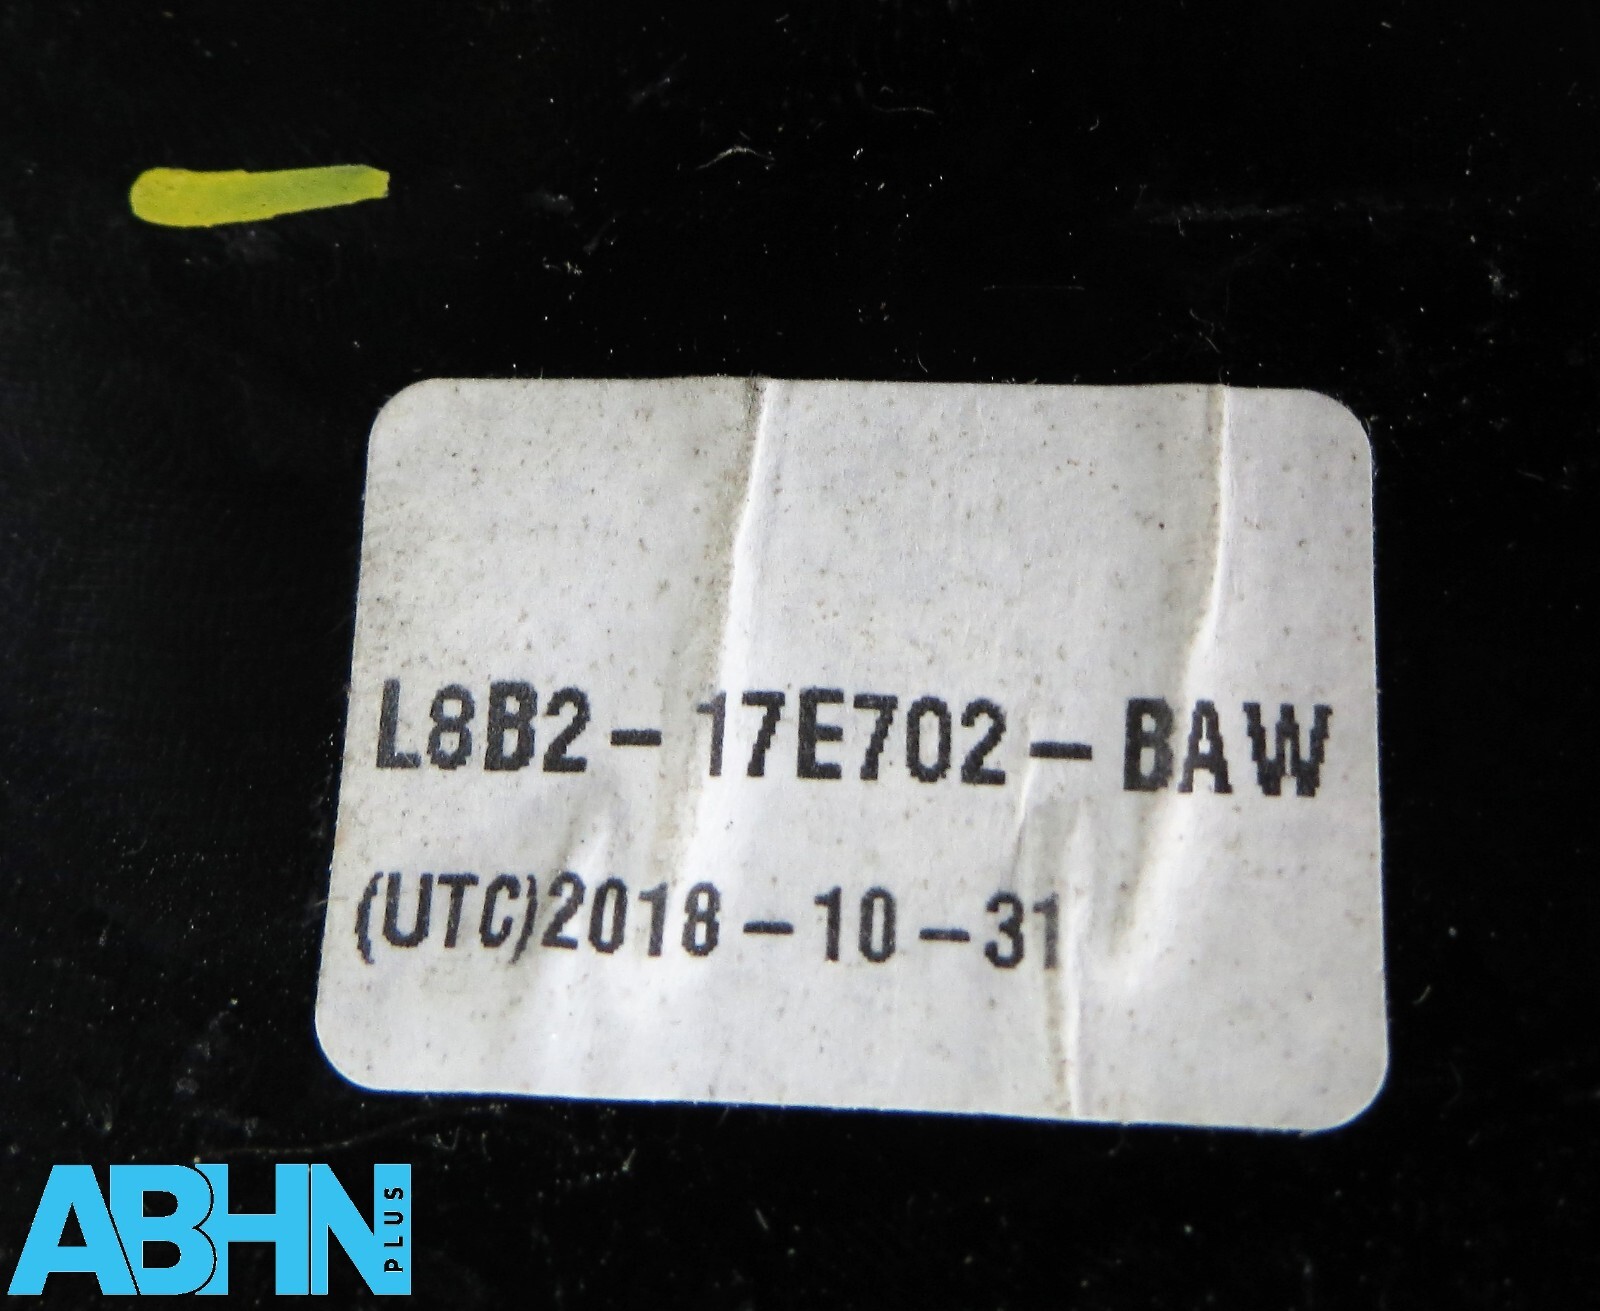 L8B2-17E702-BAW
(UTC)2018-10-31
ABHN PLUS